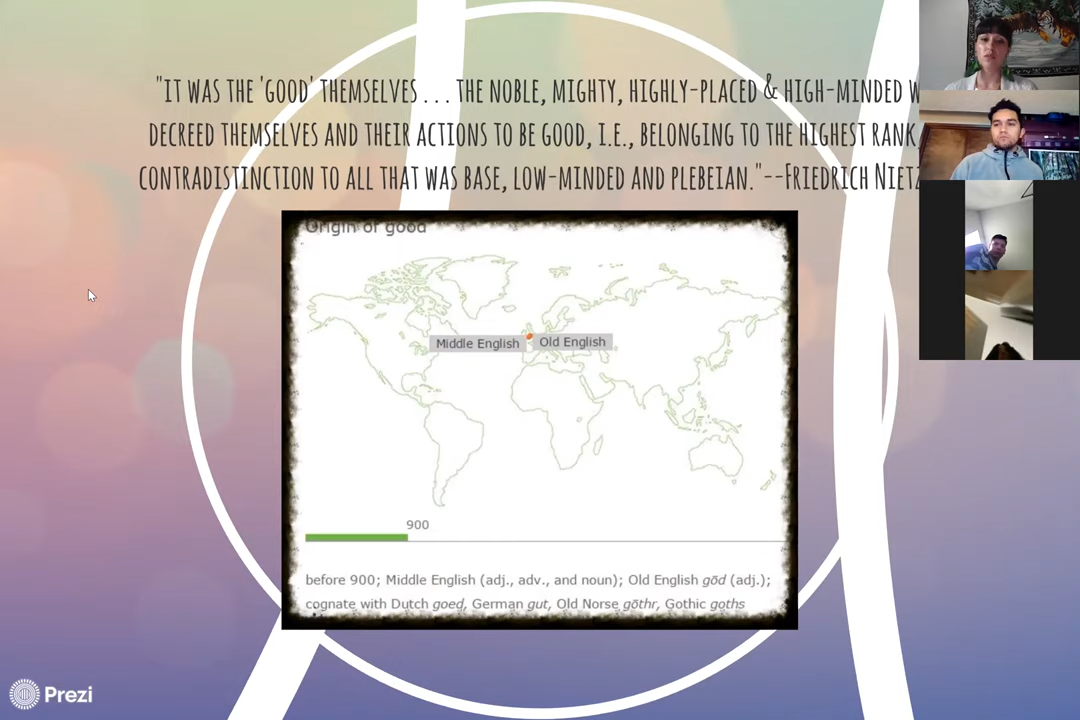 "IT WAS THE 'GOOD' THEMSELVES . . . THE NOBLE, MIGHTY, HIGHLY-PLACED & HIGH-MINDED
DECREED THEMSELVES AND THEIR ACTIONS TO BE GOOD, I.E., BELONGING TO THE HIGHEST RANK,
CONTRADISTINCTION TO ALL THAT WAS BASE, LOW-MINDED AND PLEBEIAN."--FRIEDRICH NIETZ
Origin of good
Middle English Old English
900
before 900; Middle English (adj., adv., and noun); Old English gōd (adj.);
cognate with Dutch goed, German gut, Old Norse gōthr, Gothic goths
Prezi